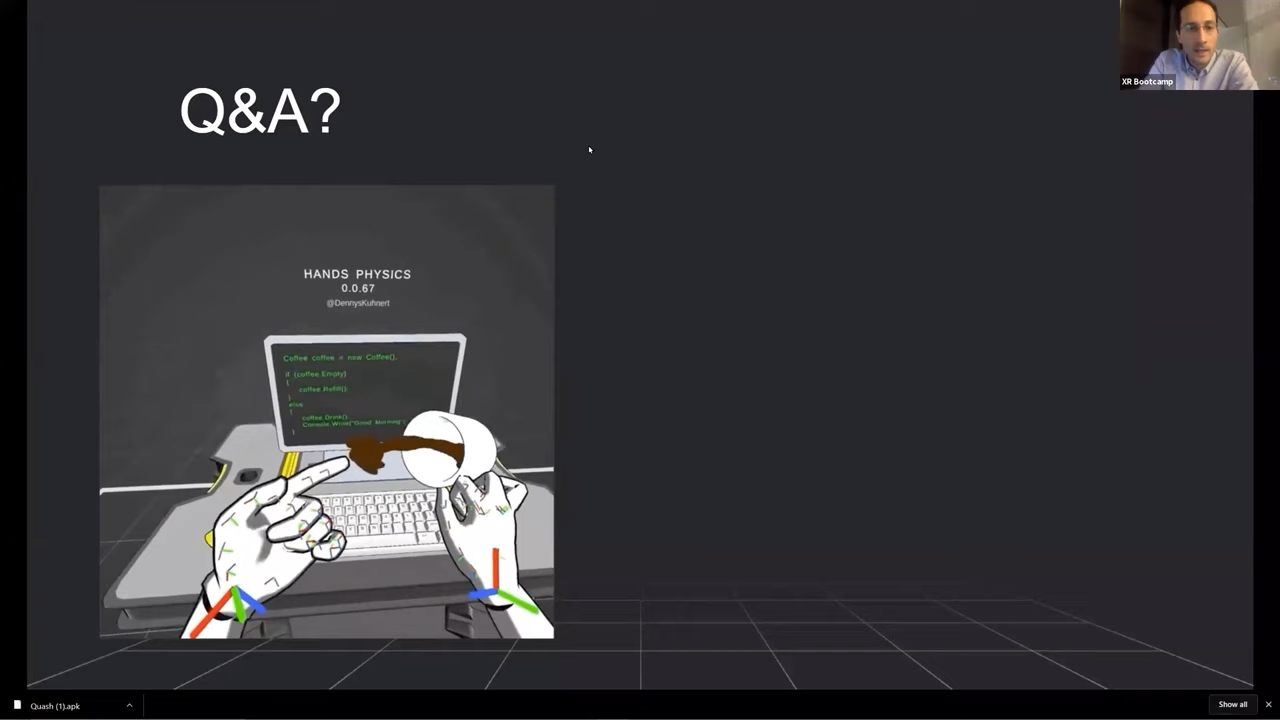 XR Bootcamp
Q&A?
HANDS PHYSICS
0.0.67
@DennysKuhnert
Coffee coffee = new Coffee();
if (coffee.Empty)
{
coffee.Refill();
}
else
{
coffee.Drink();
Console.Write("Good Morning")
}
Quash (1).apk
Show all